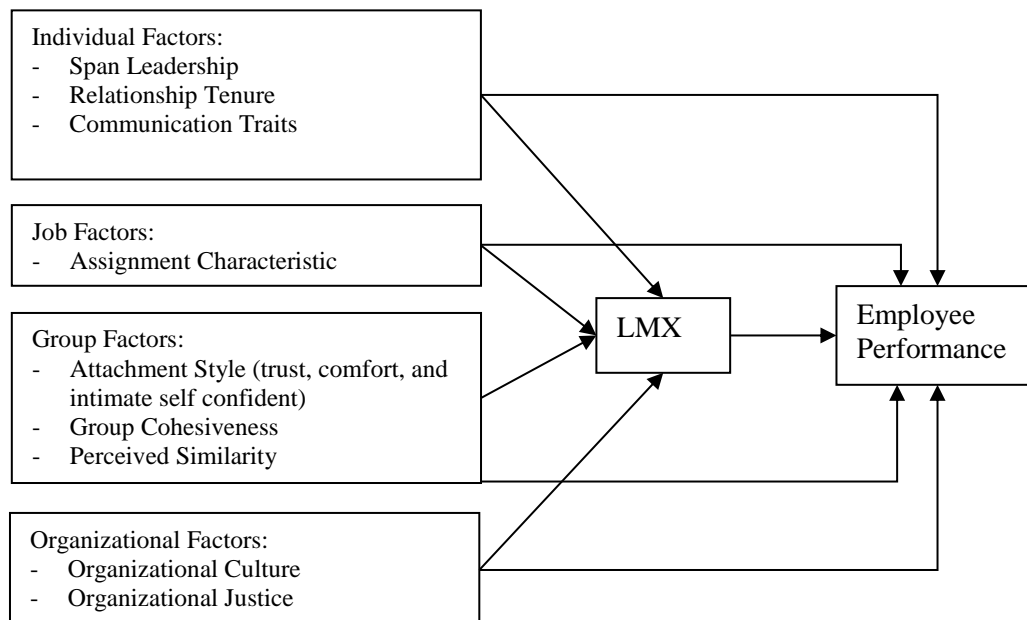 Individual Factors:
- Span Leadership
- Relationship Tenure
- Communication Traits
Job Factors:
- Assignment Characteristic
Group Factors:
- Attachment Style (trust, comfort, and
intimate self confident)
- Group Cohesiveness
- Perceived Similarity
Organizational Factors:
- Organizational Culture
- Organizational Justice
LMX
Employee
Performance